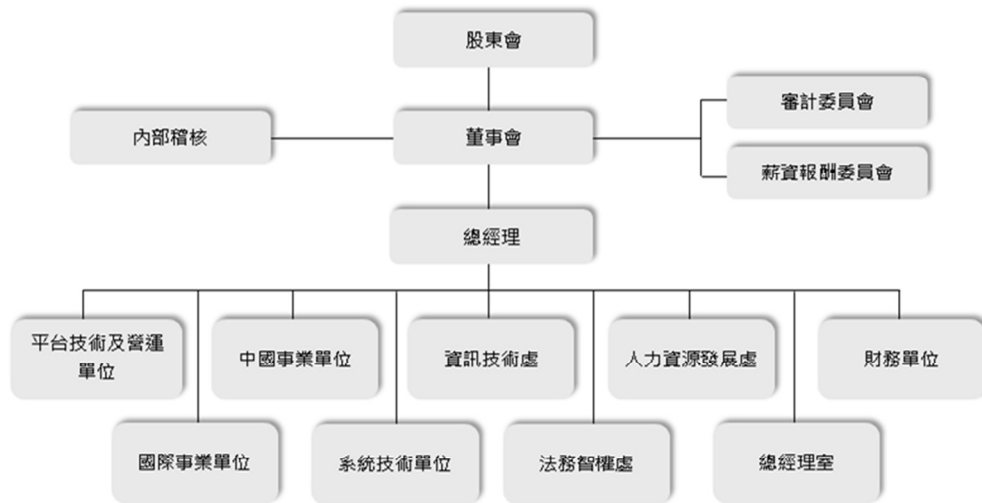 股東會
審計委員會
內部稽核
董事會
薪資報酬委員會
總經理
平台技術及營運
單位
中國事業單位
資訊技術處
人力資源發展處
財務單位
國際事業單位
系統技術單位
法務智權處
總經理室